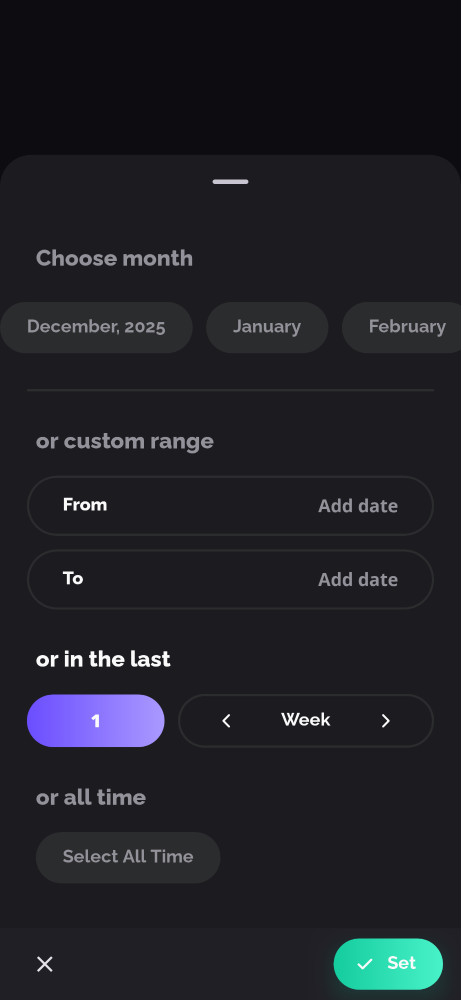 Choose month
December, 2025 January February
or custom range
From Add date
To Add date
or in the last
1 Week
or all time
Select All Time
Set